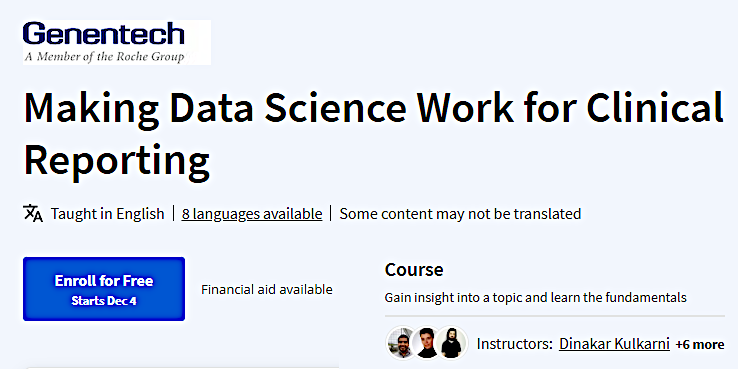 Genentech
A Member of the Roche Group
Making Data Science Work for Clinical
Reporting
Taught in English | 8 languages available | Some content may not be translated
Enroll for Free
Starts Dec 4
Financial aid available
Course
Gain insight into a topic and learn the fundamentals
Instructors: Dinakar Kulkarni +6 more